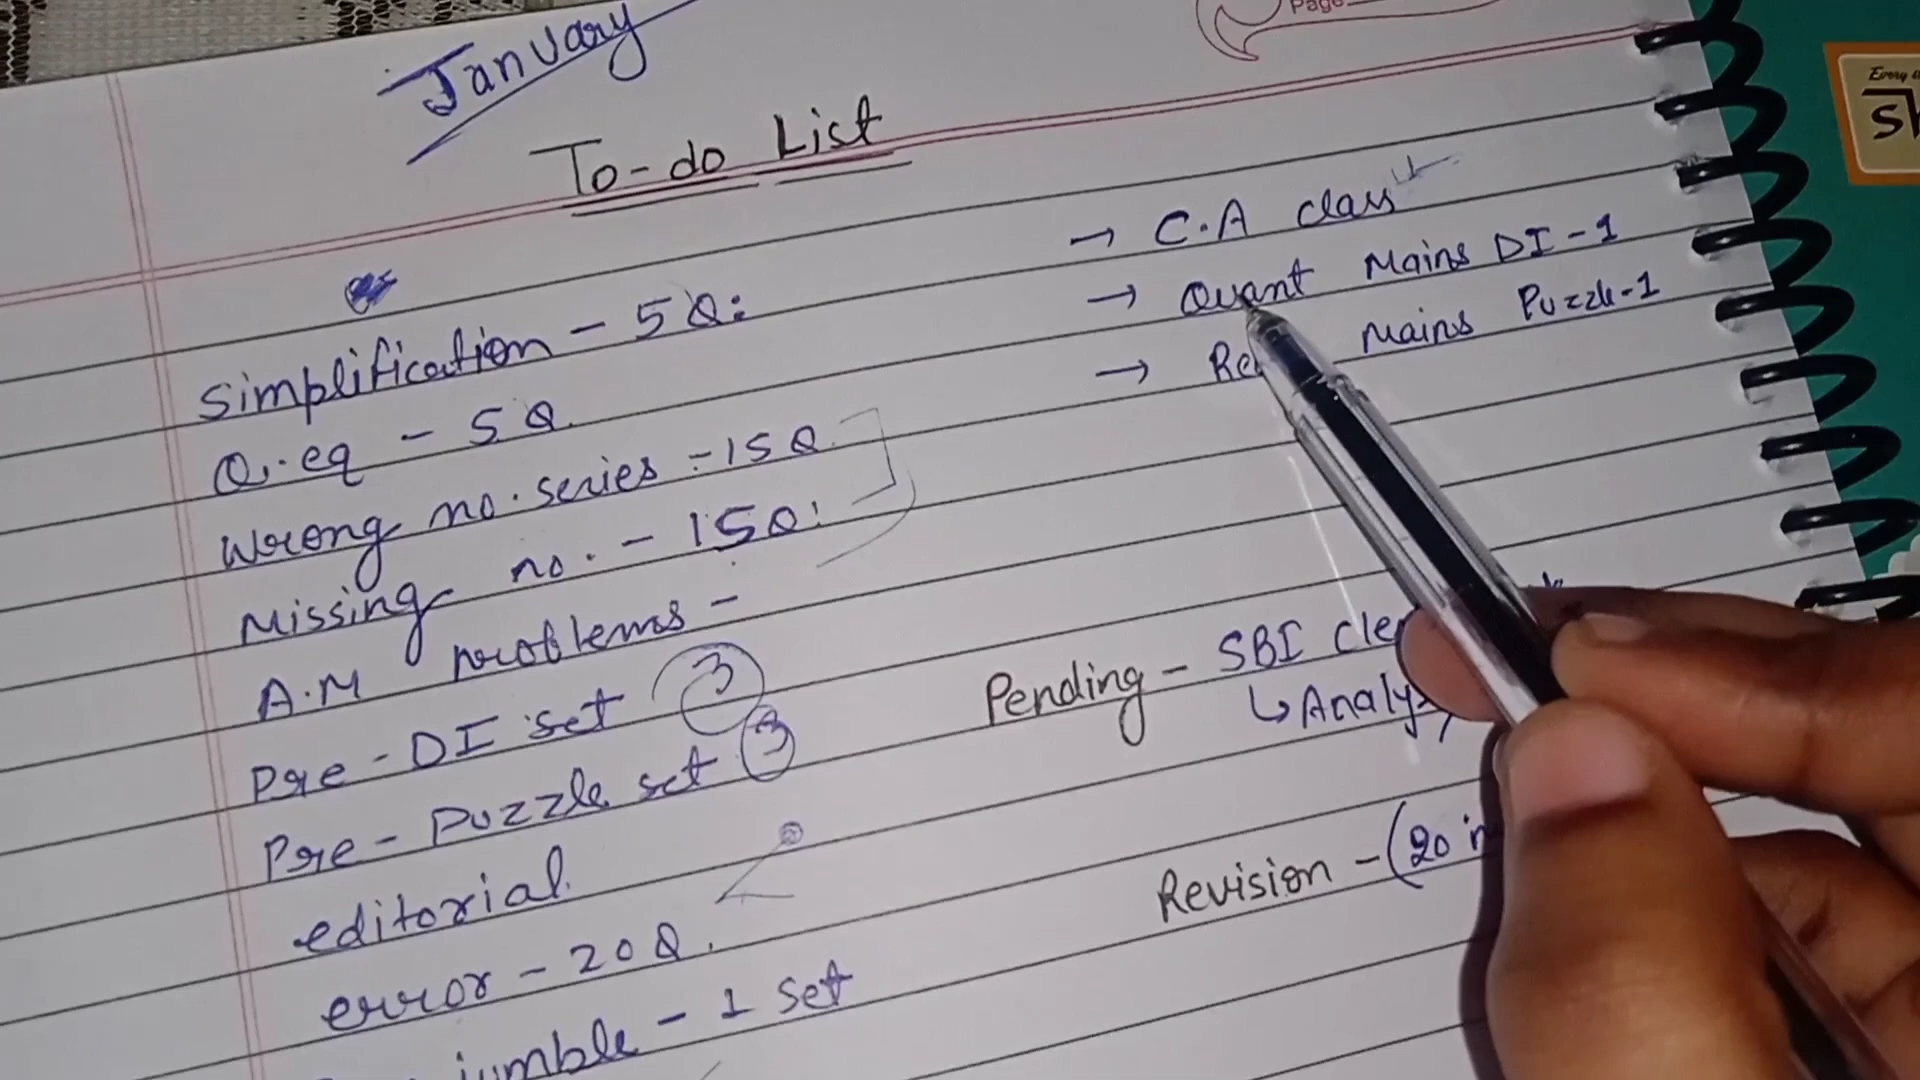 Page
January
To-do List
Simplification - 5Q.
Q.eq - 5Q.
Wrong no. series - 15Q.
Missing no. - 15Q.
A.M problems -
Pre - DI set 3
Pre - Puzzle set 3
editorial
error - 20Q.
jumble - 1 set
→ C.A class
→ Quant Mains DI - 1
→ Mains Puzzle - 1
Pending - SBI
Revision - (20
Every